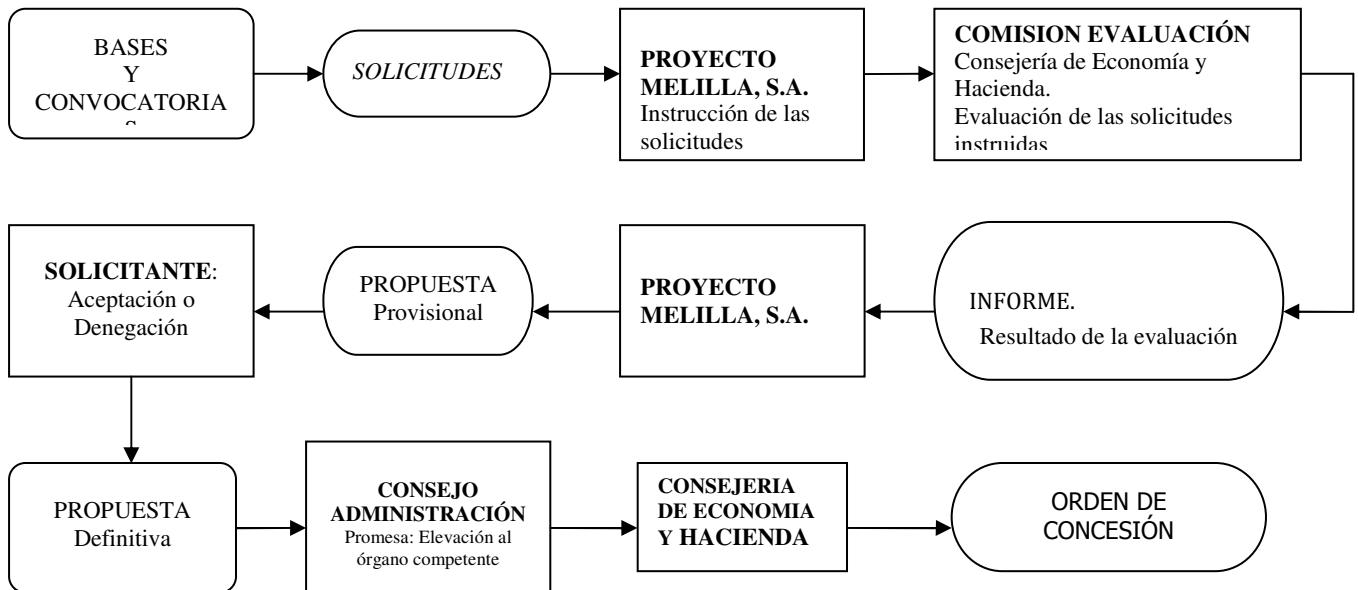 BASES
Y
CONVOCATORIA
SOLICITUDES
PROYECTO
MELILLA, S.A.
Instrucción de las
solicitudes
COMISION EVALUACIÓN
Consejería de Economía y
Hacienda.
Evaluación de las solicitudes
instruidas
INFORME.
Resultado de la evaluación
PROYECTO
MELILLA, S.A.
PROPUESTA
Provisional
SOLICITANTE:
Aceptación o
Denegación
PROPUESTA
Definitiva
CONSEJO
ADMINISTRACIÓN
Promesa: Elevación al
órgano competente
CONSEJERIA
DE ECONOMIA
Y HACIENDA
ORDEN DE
CONCESIÓN